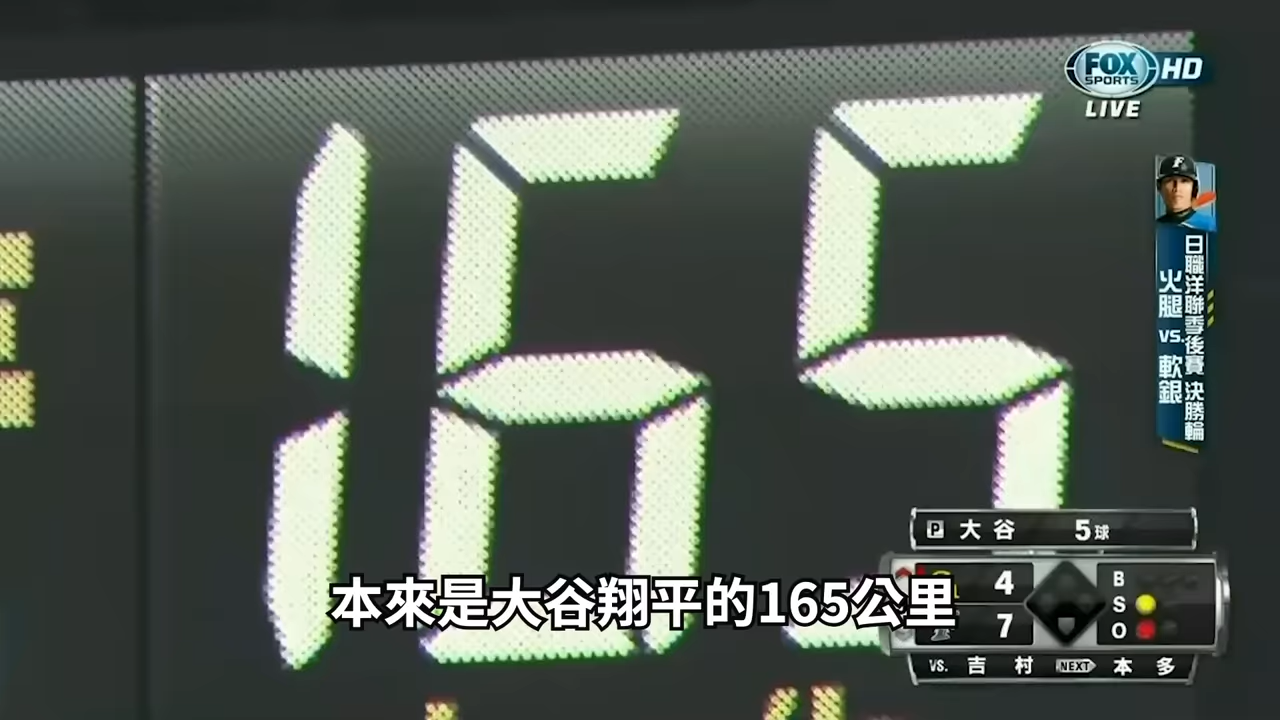 165
FOX
SPORTS
HD
LIVE
F
日職洋聯季後賽 決勝輪
火腿 vs. 軟銀
P 大谷 5球
4
7
B
S
O
vs. 吉村 NEXT 本多
本來是大谷翔平的165公里